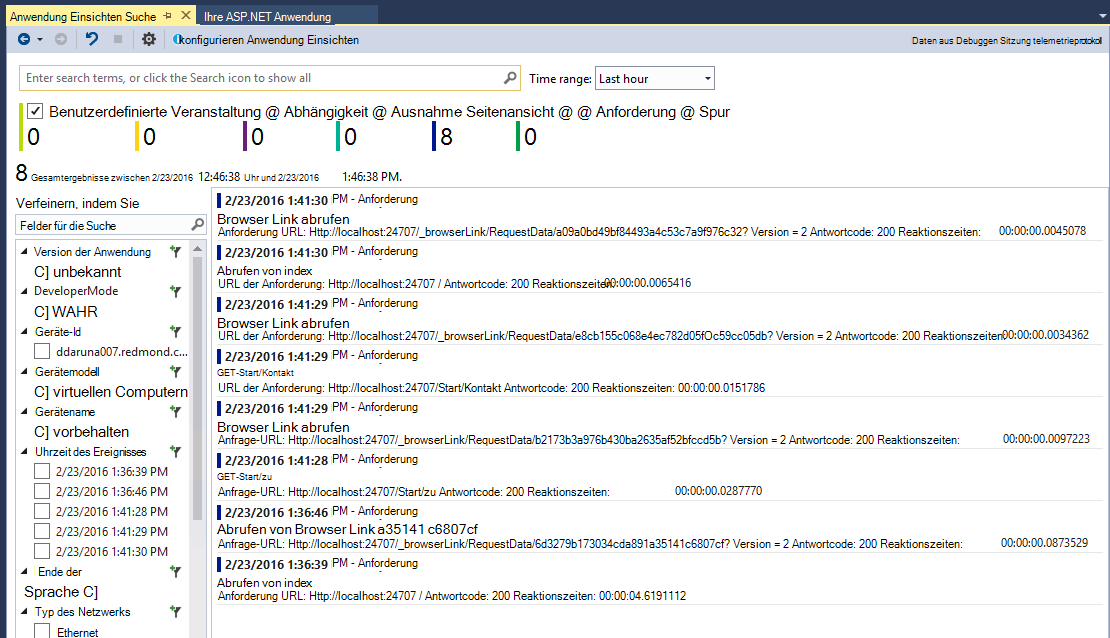 Anwendung Einsichten Suche
Ihre ASP.NET Anwendung
konfigurieren Anwendung Einsichten
Daten aus Debuggen Sitzung telemetrieprotokoll
Enter search terms, or click the Search icon to show all
Time range: Last hour
Benutzerdefinierte Veranstaltung @ Abhängigkeit @ Ausnahme Seitenansicht @ @ Anforderung @ Spur
0 0 0 0 8 0
8 Gesamtergebnisse zwischen 2/23/2016 12:46:38 Uhr und 2/23/2016 1:46:38 PM.
Verfeinern, indem Sie
Felder für die Suche
Version der Anwendung
C] unbekannt
DeveloperMode
C] WAHR
Geräte-Id
ddaruna007.redmond.c...
Gerätemodell
C] virtuellen Computern
Gerätename
C] vorbehalten
Uhrzeit des Ereignisses
2/23/2016 1:36:39 PM
2/23/2016 1:36:46 PM
2/23/2016 1:41:28 PM
2/23/2016 1:41:29 PM
2/23/2016 1:41:30 PM
Ende der
Sprache C]
Typ des Netzwerks
Ethernet
2/23/2016 1:41:30 PM - Anforderung
Browser Link abrufen
Anforderung URL: Http://localhost:24707/_browserLink/RequestData/a09a0bd49bf84493a4c53c7a9f976c32? Version = 2 Antwortcode: 200 Reaktionszeiten: 00:00:00.0045078
2/23/2016 1:41:30 PM - Anforderung
Abrufen von index
URL der Anforderung: Http://localhost:24707 / Antwortcode: 200 Reaktionszeiten: 00:00:00.0065416
2/23/2016 1:41:29 PM - Anforderung
Browser Link abrufen
URL der Anforderung: Http://localhost:24707/_browserLink/RequestData/e8cb155c068e4ec782d05fOc59cc05db? Version = 2 Antwortcode: 200 Reaktionszeiten: 00:00:00.0034362
2/23/2016 1:41:29 PM - Anforderung
GET-Start/Kontakt
URL der Anforderung: Http://localhost:24707/Start/Kontakt Antwortcode: 200 Reaktionszeiten: 00:00:00.0151786
2/23/2016 1:41:29 PM - Anforderung
Browser Link abrufen
Anfrage-URL: Http://localhost:24707/_browserLink/RequestData/b2173b3a976b430ba2635af52bfccd5b? Version = 2 Antwortcode: 200 Reaktionszeiten: 00:00:00.0097223
2/23/2016 1:41:28 PM - Anforderung
GET-Start/zu
Anfrage-URL: Http://localhost:24707/Start/zu Antwortcode: 200 Reaktionszeiten: 00:00:00.0287770
2/23/2016 1:36:46 PM - Anforderung
Abrufen von Browser Link a35141 c6807cf
Anfrage-URL: Http://localhost:24707/_browserLink/RequestData/6d3279b173034cda891a35141c6807cf? Version = 2 Antwortcode: 200 Reaktionszeiten: 00:00:00.0873529
2/23/2016 1:36:39 PM - Anforderung
Abrufen von index
Anforderung URL: Http://localhost:24707 / Antwortcode: 200 Reaktionszeiten: 00:00:04.6191112